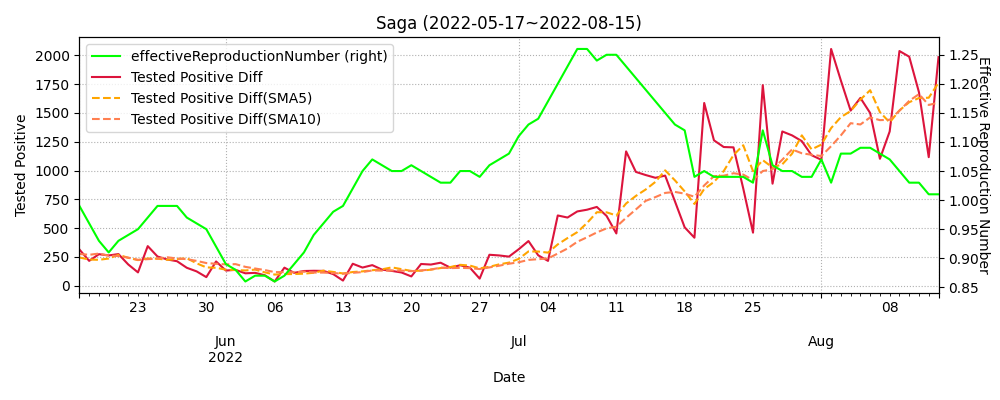 Saga (2022-05-17~2022-08-15)
effectiveReproductionNumber (right)
Tested Positive Diff
Tested Positive Diff(SMA5)
Tested Positive Diff(SMA10)
Tested Positive
2000
1750
1500
1250
1000
750
500
250
0
Effective Reproduction Number
1.25
1.20
1.15
1.10
1.05
1.00
0.95
0.90
0.85
23 30 06 13 20 27 04 11 18 25 08
Jun Jul Aug
2022
Date